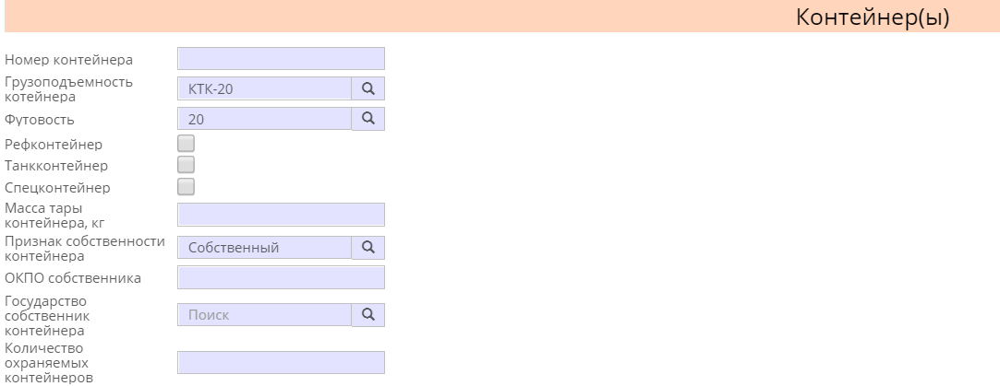 Контейнер(ы)
Номер контейнера
Грузоподъемность
котейнера
КТК-20
Футовость
20
Рефконтейнер
Танкконтейнер
Спецконтейнер
Масса тары
контейнера, кг
Признак собственности
контейнера
Собственный
ОКПО собственника
Государство
собственник
контейнера
Поиск
Количество
охраняемых
контейнеров